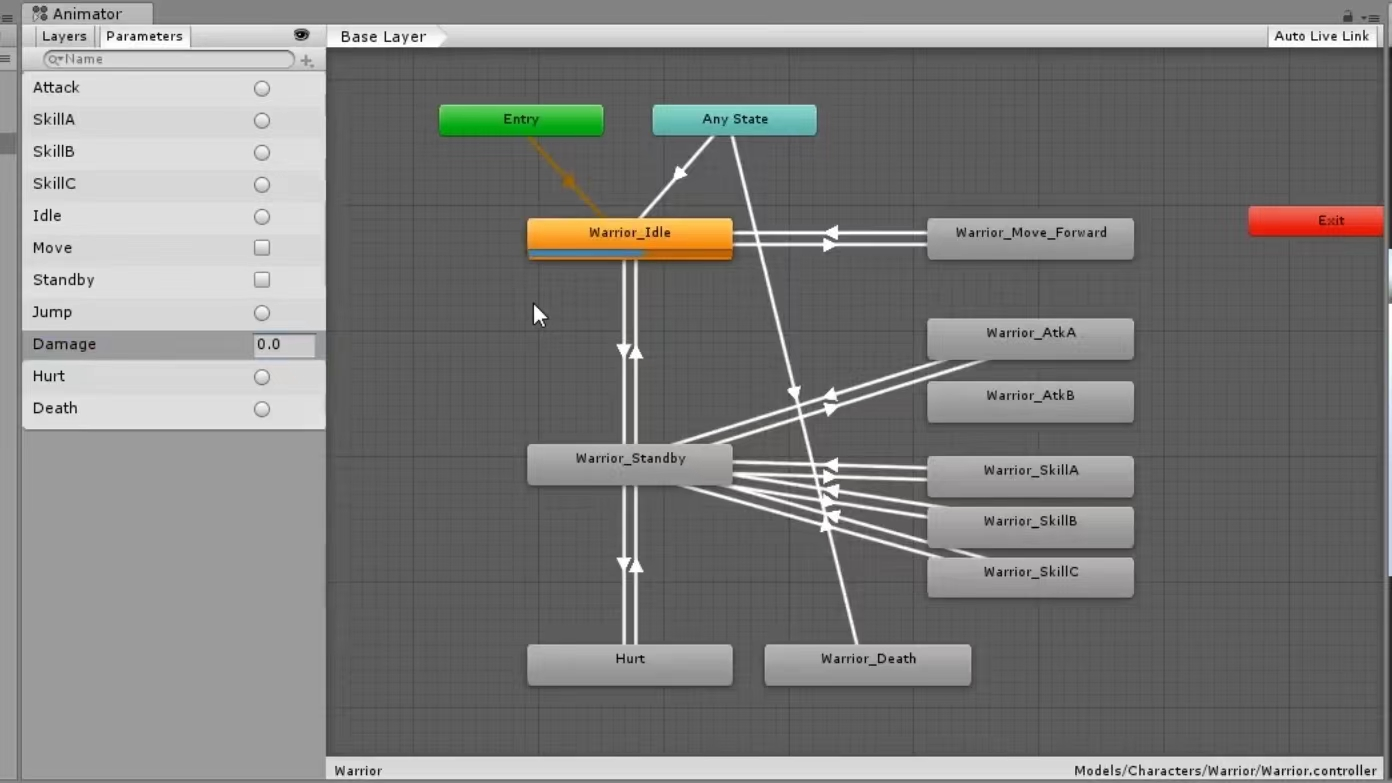 Animator
Layers Parameters
Base Layer
Auto Live Link
Name
Attack
SkillA
SkillB
SkillC
Idle
Move
Standby
Jump
Damage 0.0
Hurt
Death
Entry
Any State
Warrior_Idle
Warrior_Move_Forward
Exit
Warrior_AtkA
Warrior_AtkB
Warrior_Standby
Warrior_SkillA
Warrior_SkillB
Warrior_SkillC
Hurt
Warrior_Death
Warrior
Models/Characters/Warrior/Warrior.controller